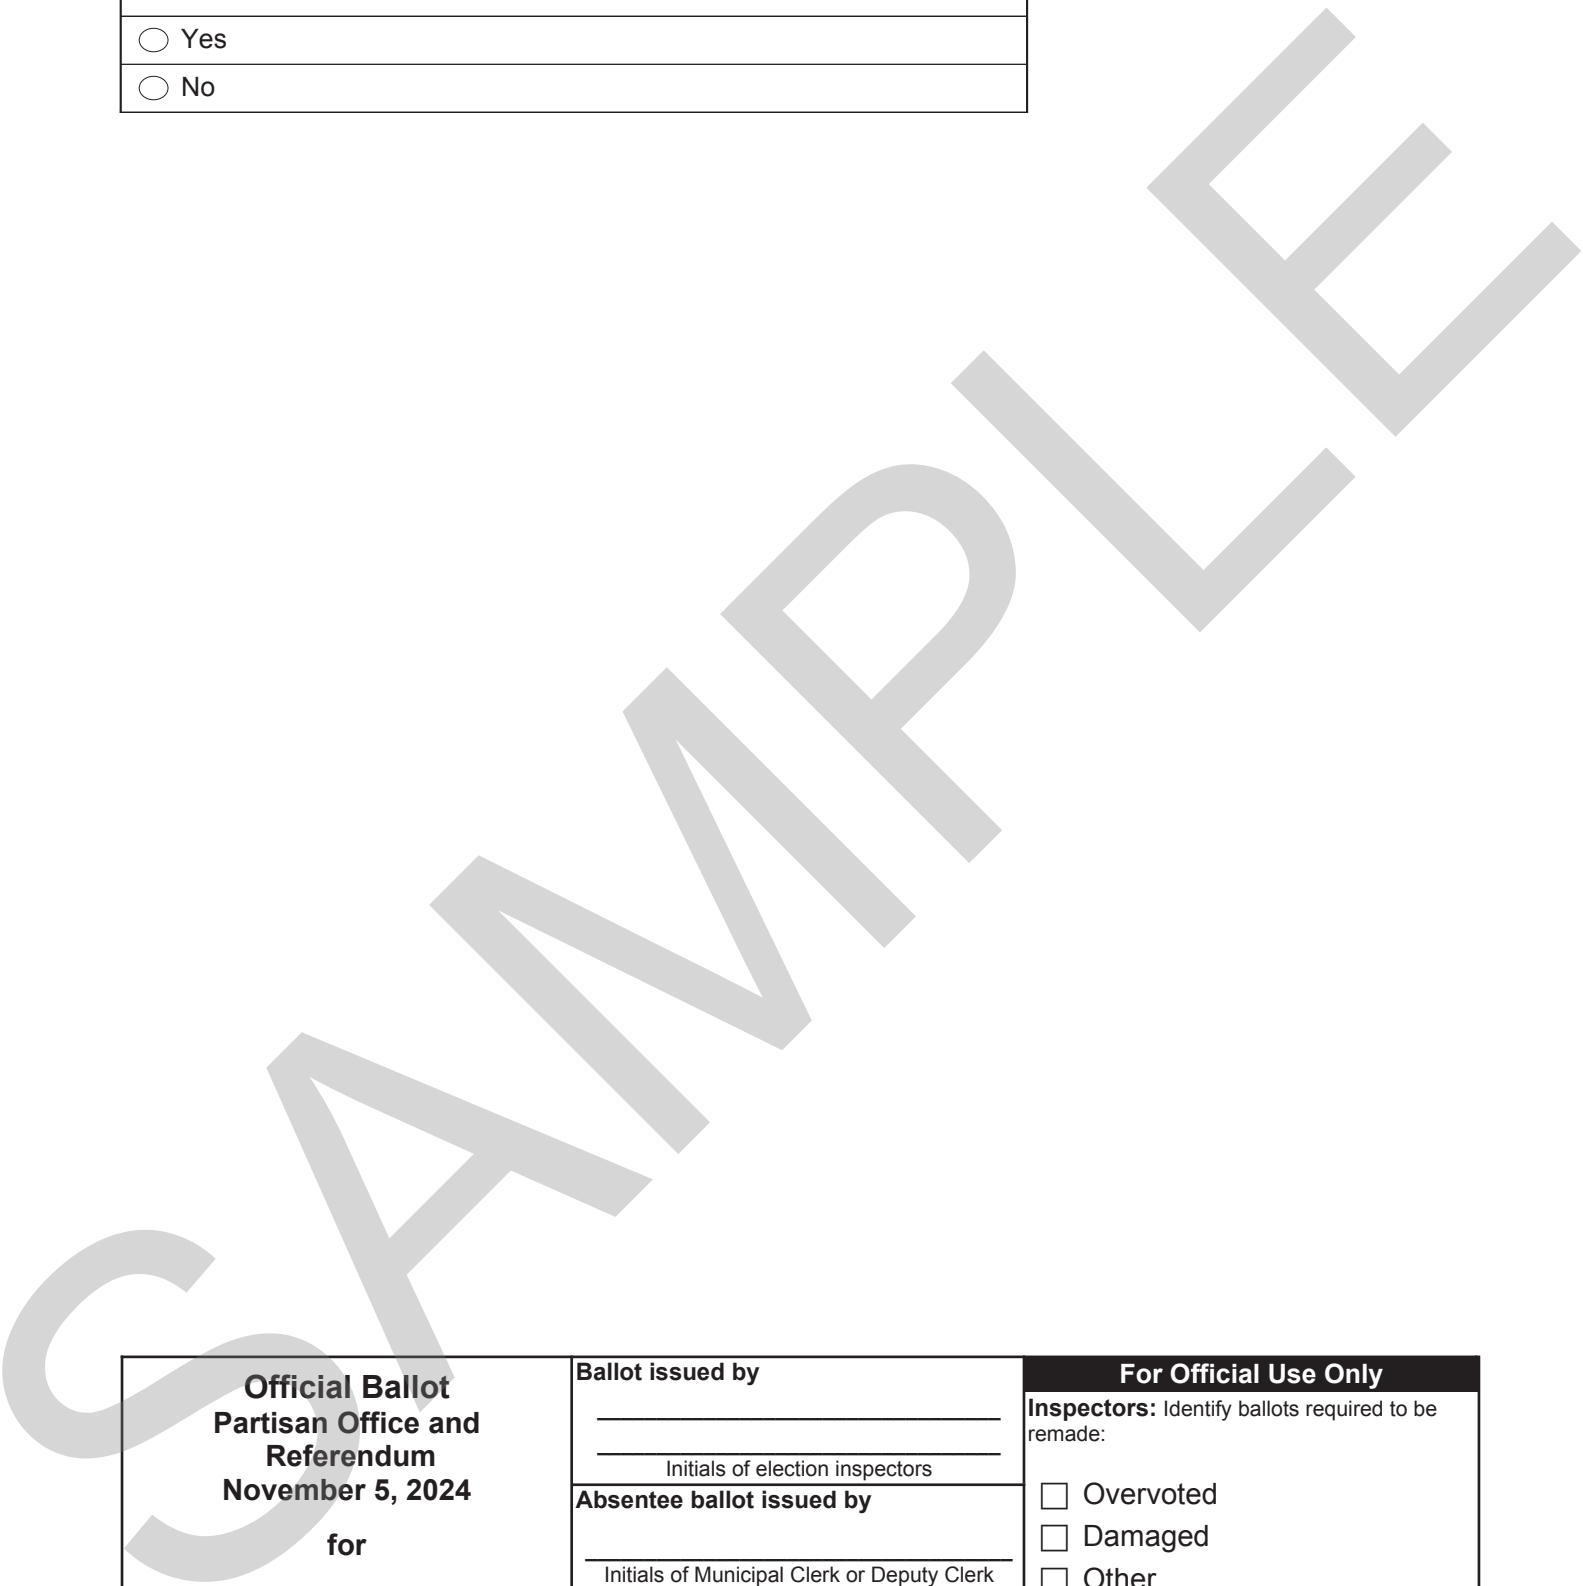 Yes
No
SAMPLE
Official Ballot
Partisan Office and
Referendum
November 5, 2024
for
Ballot issued by
Initials of election inspectors
Absentee ballot issued by
Initials of Municipal Clerk or Deputy Clerk
For Official Use Only
Inspectors: Identify ballots required to be
remade:
Overvoted
Damaged
Other